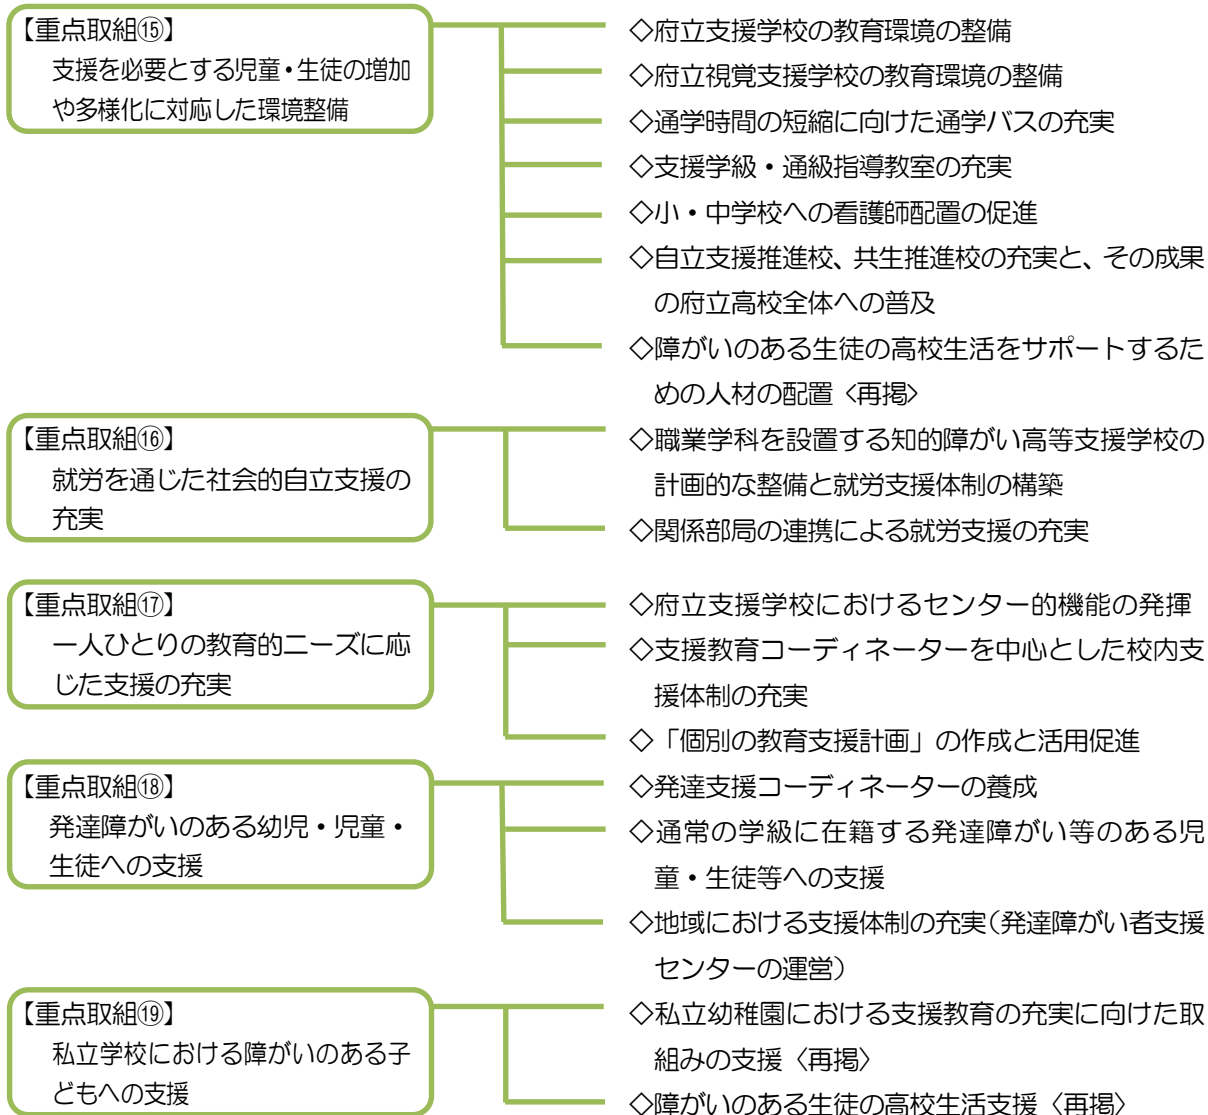 【重点取組⑮】
支援を必要とする児童・生徒の増加
や多様化に対応した環境整備
◇府立支援学校の教育環境の整備
◇府立視覚支援学校の教育環境の整備
◇通学時間の短縮に向けた通学バスの充実
◇支援学級・通級指導教室の充実
◇小・中学校への看護師配置の促進
◇自立支援推進校、共生推進校の充実と、その成果
の府立高校全体への普及
◇障がいのある生徒の高校生活をサポートするた
めの人材の配置〈再掲〉
【重点取組⑯】
就労を通じた社会的自立支援の
充実
◇職業学科を設置する知的障がい高等支援学校の
計画的な整備と就労支援体制の構築
◇関係部局の連携による就労支援の充実
【重点取組⑰】
一人ひとりの教育的ニーズに応
じた支援の充実
◇府立支援学校におけるセンター的機能の発揮
◇支援教育コーディネーターを中心とした校内支
援体制の充実
◇「個別の教育支援計画」の作成と活用促進
【重点取組⑱】
発達障がいのある幼児・児童・
生徒への支援
◇発達支援コーディネーターの養成
◇通常の学級に在籍する発達障がい等のある児
童・生徒等への支援
◇地域における支援体制の充実（発達障がい者支援
センターの運営）
【重点取組⑲】
私立学校における障がいのある子
どもへの支援
◇私立幼稚園における支援教育の充実に向けた取
組みの支援〈再掲〉
◇障がいのある生徒の高校生活支援〈再掲〉